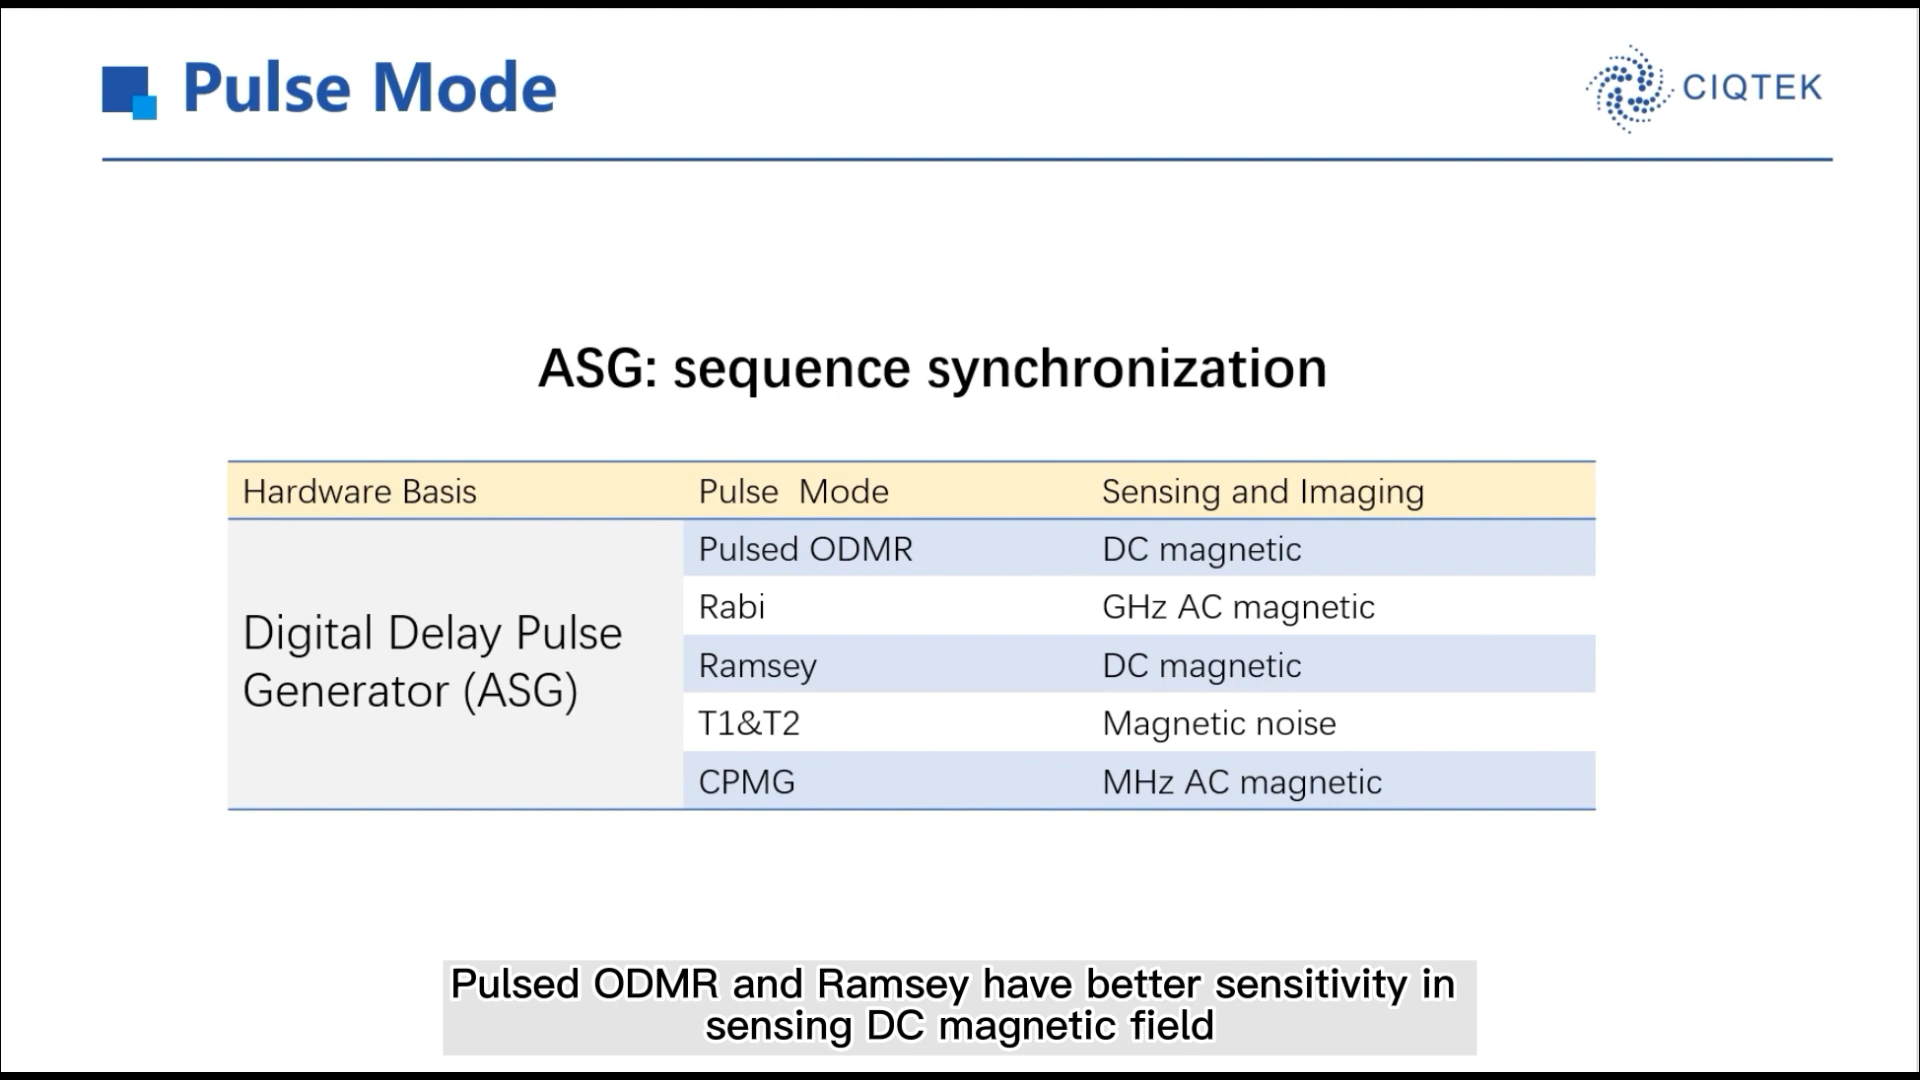 Pulse Mode
CIQTEK
ASG: sequence synchronization
Hardware Basis Pulse Mode Sensing and Imaging
Digital Delay Pulse
Generator (ASG)
Pulsed ODMR DC magnetic
Rabi GHz AC magnetic
Ramsey DC magnetic
T1&T2 Magnetic noise
CPMG MHz AC magnetic
Pulsed ODMR and Ramsey have better sensitivity in
sensing DC magnetic field